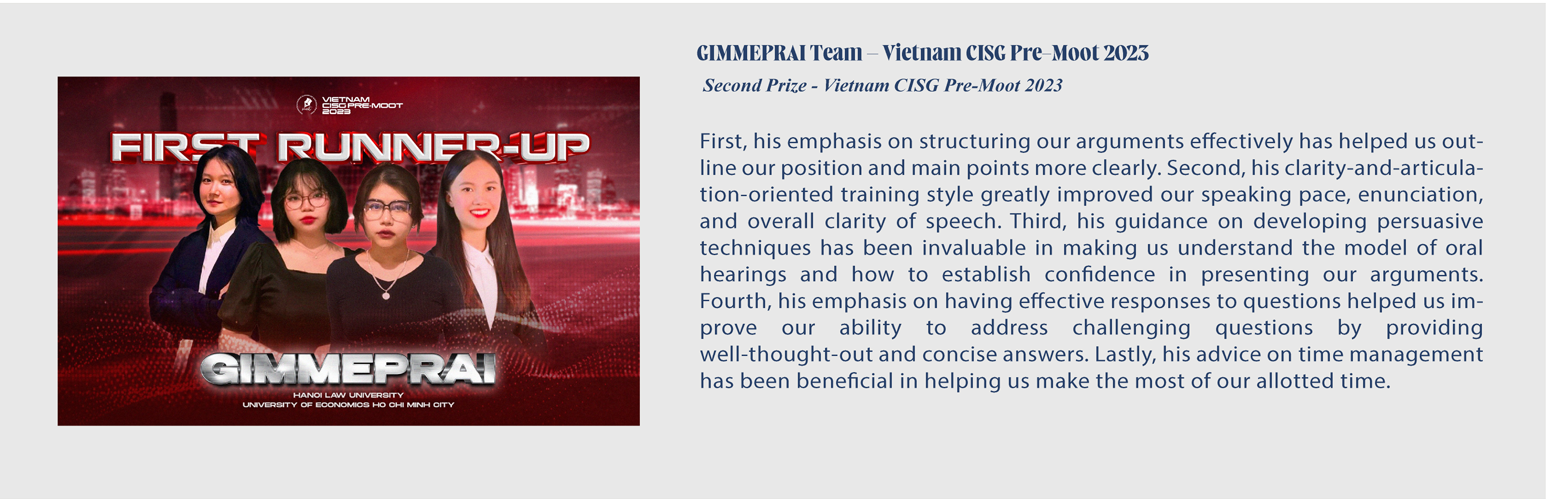 VIETNAM
CISG PRE-MOOT
2023
FIRST RUNNER-UP
GIMMEPRAI
HANOI LAW UNIVERSITY
UNIVERSITY OF ECONOMICS HO CHI MINH CITY
GIMMEPRAI Team – Vietnam CISG Pre-Moot 2023
Second Prize - Vietnam CISG Pre-Moot 2023
First, his emphasis on structuring our arguments effectively has helped us out-
line our position and main points more clearly. Second, his clarity-and-articula-
tion-oriented training style greatly improved our speaking pace, enunciation,
and overall clarity of speech. Third, his guidance on developing persuasive
techniques has been invaluable in making us understand the model of oral
hearings and how to establish confidence in presenting our arguments.
Fourth, his emphasis on having effective responses to questions helped us im-
prove our ability to address challenging questions by providing
well-thought-out and concise answers. Lastly, his advice on time management
has been beneficial in helping us make the most of our allotted time.